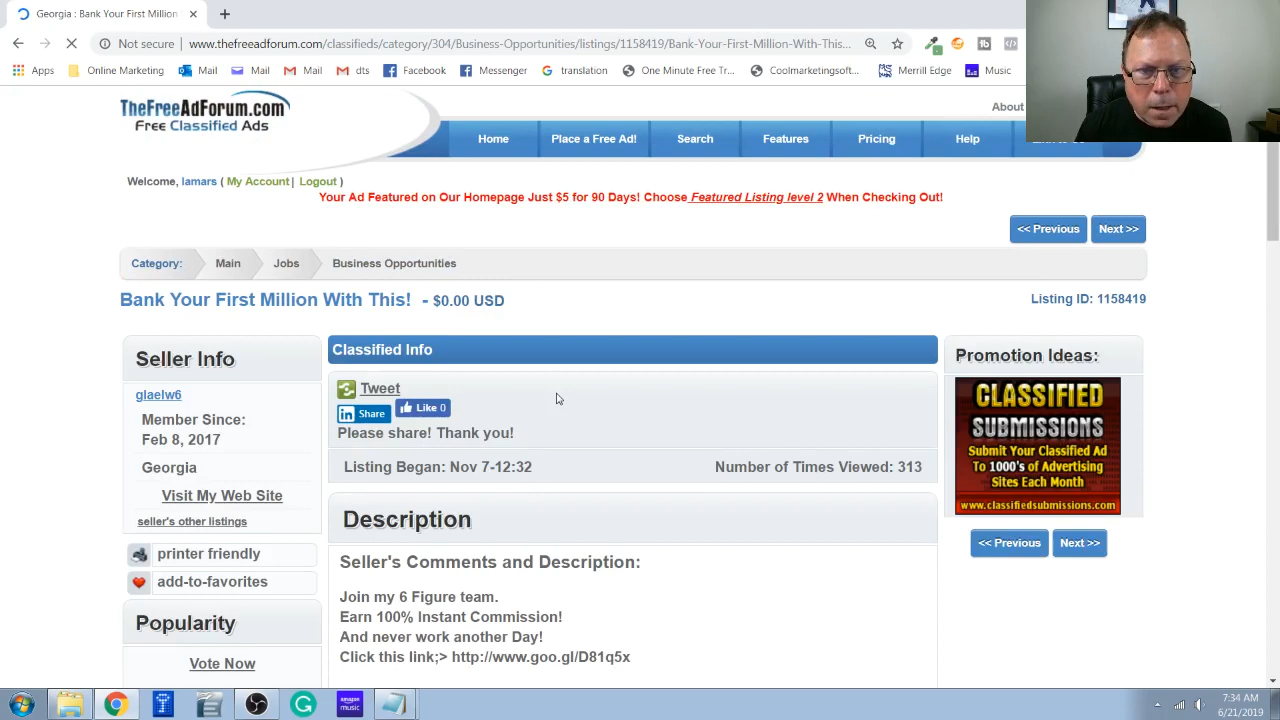 Georgia : Bank Your First Million
Not secure | www.thefreeadforum.com/classifieds/category/304/Business-Opportunities/listings/1158419/Bank-Your-First-Million-With-This...
Apps Online Marketing Mail Mail Mail dts Facebook Messenger translation One Minute Free Tr... Coolmarketingsoft... Merrill Edge Music
TheFreeAdForum.com
Free Classified Ads
About
Home Place a Free Ad! Search Features Pricing Help
Welcome, lamars ( My Account | Logout )
Your Ad Featured on Our Homepage Just $5 for 90 Days! Choose Featured Listing level 2 When Checking Out!
<< Previous Next >>
Category: Main Jobs Business Opportunities
Bank Your First Million With This! - $0.00 USD
Listing ID: 1158419
Seller Info
glaelw6
Member Since:
Feb 8, 2017
Georgia
Visit My Web Site
seller's other listings
printer friendly
add-to-favorites
Popularity
Vote Now
Classified Info
Tweet
in Share Like 0
Please share! Thank you!
Listing Began: Nov 7-12:32 Number of Times Viewed: 313
Description
Seller's Comments and Description:
Join my 6 Figure team.
Earn 100% Instant Commission!
And never work another Day!
Click this link;> http://www.goo.gl/D81q5x
Promotion Ideas:
CLASSIFIED
SUBMISSIONS
Submit Your Classified Ad
To 1000's of Advertising
Sites Each Month
www.classifiedsubmissions.com
<< Previous Next >>
amazon
music
7:34 AM
6/21/2019